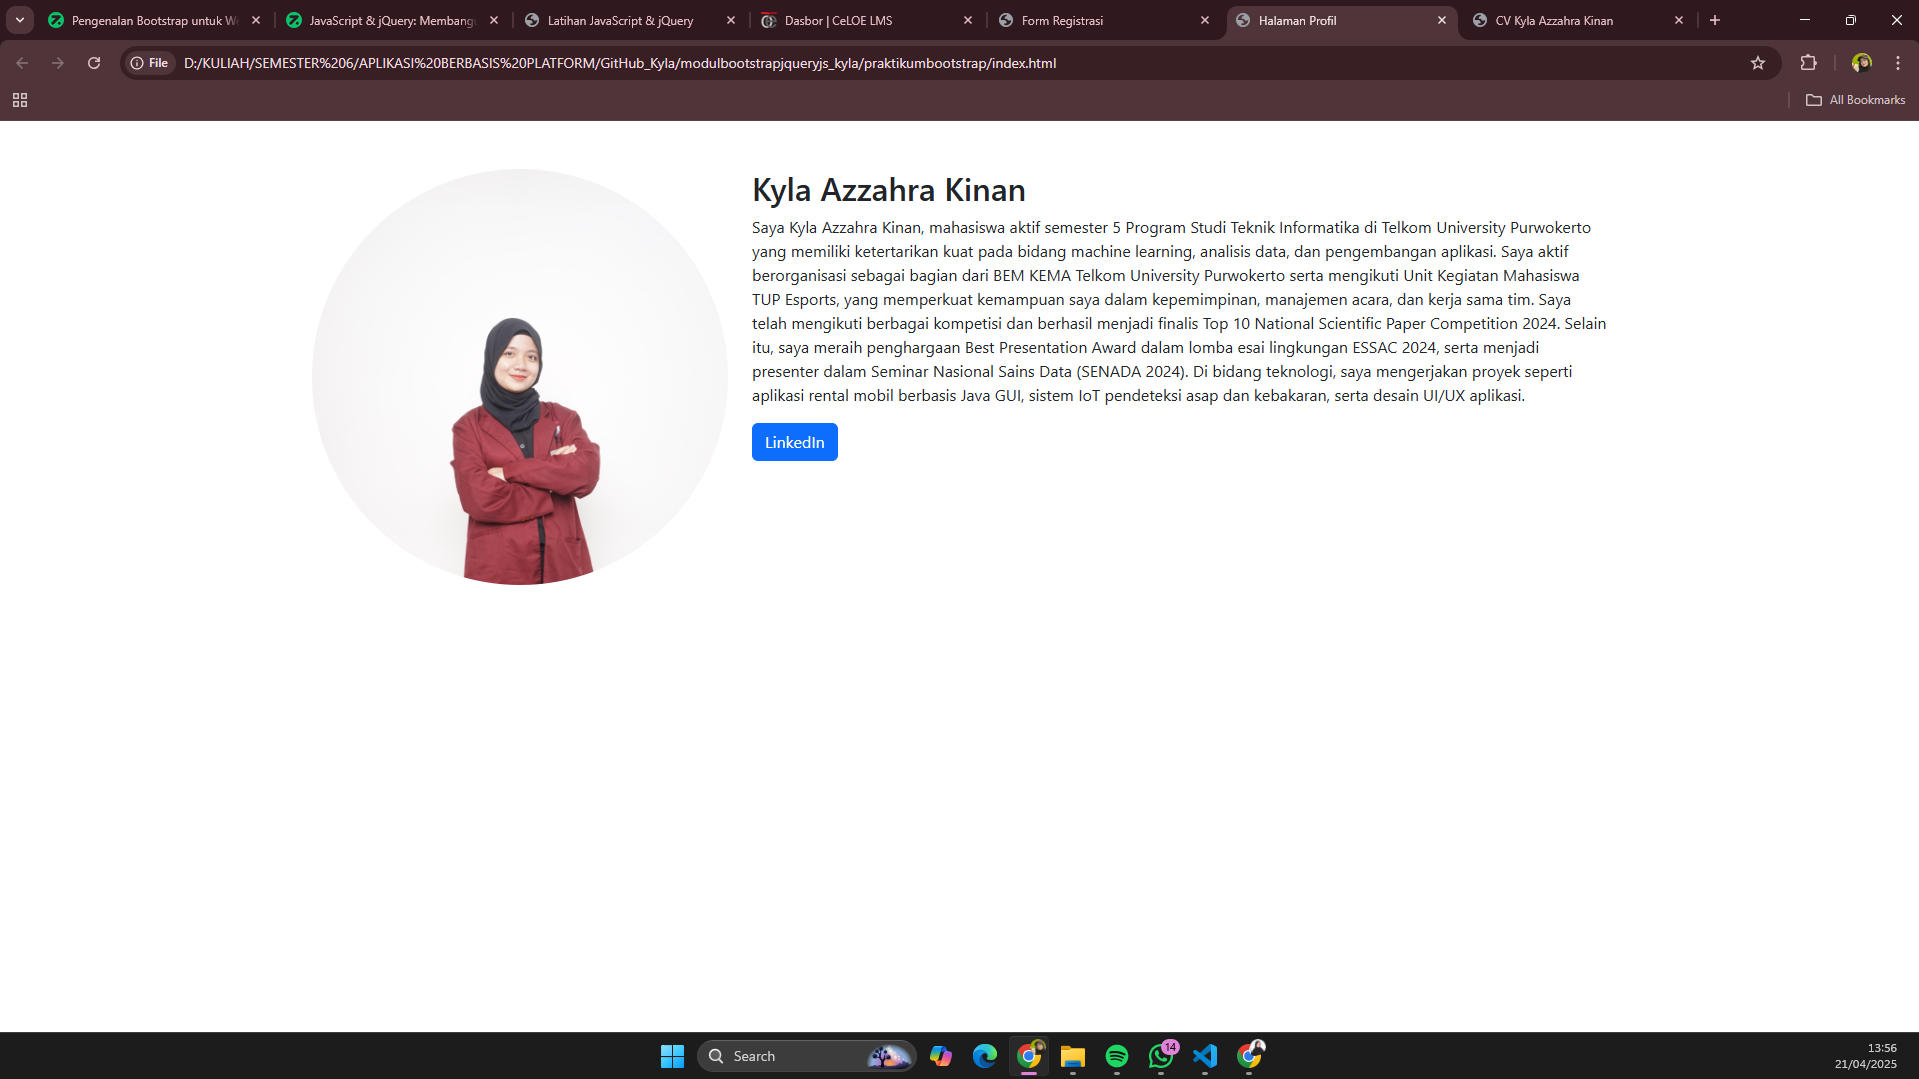 Pengenalan Bootstrap untuk We
JavaScript & jQuery: Membangu
Latihan JavaScript & jQuery
Dasbor | CeLOE LMS
Form Registrasi
Halaman Profil
CV Kyla Azzahra Kinan
File
D:/KULIAH/SEMESTER%206/APLIKASI%20BERBASIS%20PLATFORM/GitHub_Kyla/modulbootstrapjqueryjs_kyla/praktikumbootstrap/index.html
All Bookmarks
Kyla Azzahra Kinan
Saya Kyla Azzahra Kinan, mahasiswa aktif semester 5 Program Studi Teknik Informatika di Telkom University Purwokerto
yang memiliki ketertarikan kuat pada bidang machine learning, analisis data, dan pengembangan aplikasi. Saya aktif
berorganisasi sebagai bagian dari BEM KEMA Telkom University Purwokerto serta mengikuti Unit Kegiatan Mahasiswa
TUP Esports, yang memperkuat kemampuan saya dalam kepemimpinan, manajemen acara, dan kerja sama tim. Saya
telah mengikuti berbagai kompetisi dan berhasil menjadi finalis Top 10 National Scientific Paper Competition 2024. Selain
itu, saya meraih penghargaan Best Presentation Award dalam lomba esai lingkungan ESSAC 2024, serta menjadi
presenter dalam Seminar Nasional Sains Data (SENADA 2024). Di bidang teknologi, saya mengerjakan proyek seperti
aplikasi rental mobil berbasis Java GUI, sistem IoT pendeteksi asap dan kebakaran, serta desain UI/UX aplikasi.
LinkedIn
Search
14
13:56
21/04/2025